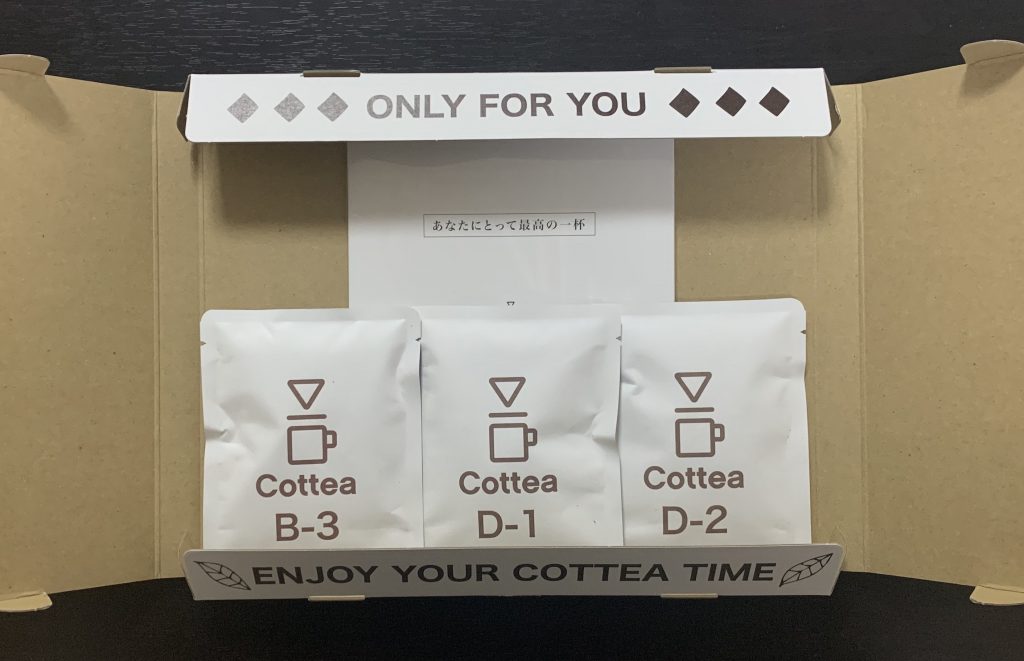 ONLY FOR YOU
あなたにとって最高の一杯
Cottea
B-3
Cottea
D-1
Cottea
D-2
ENJOY YOUR COTTEA TIME